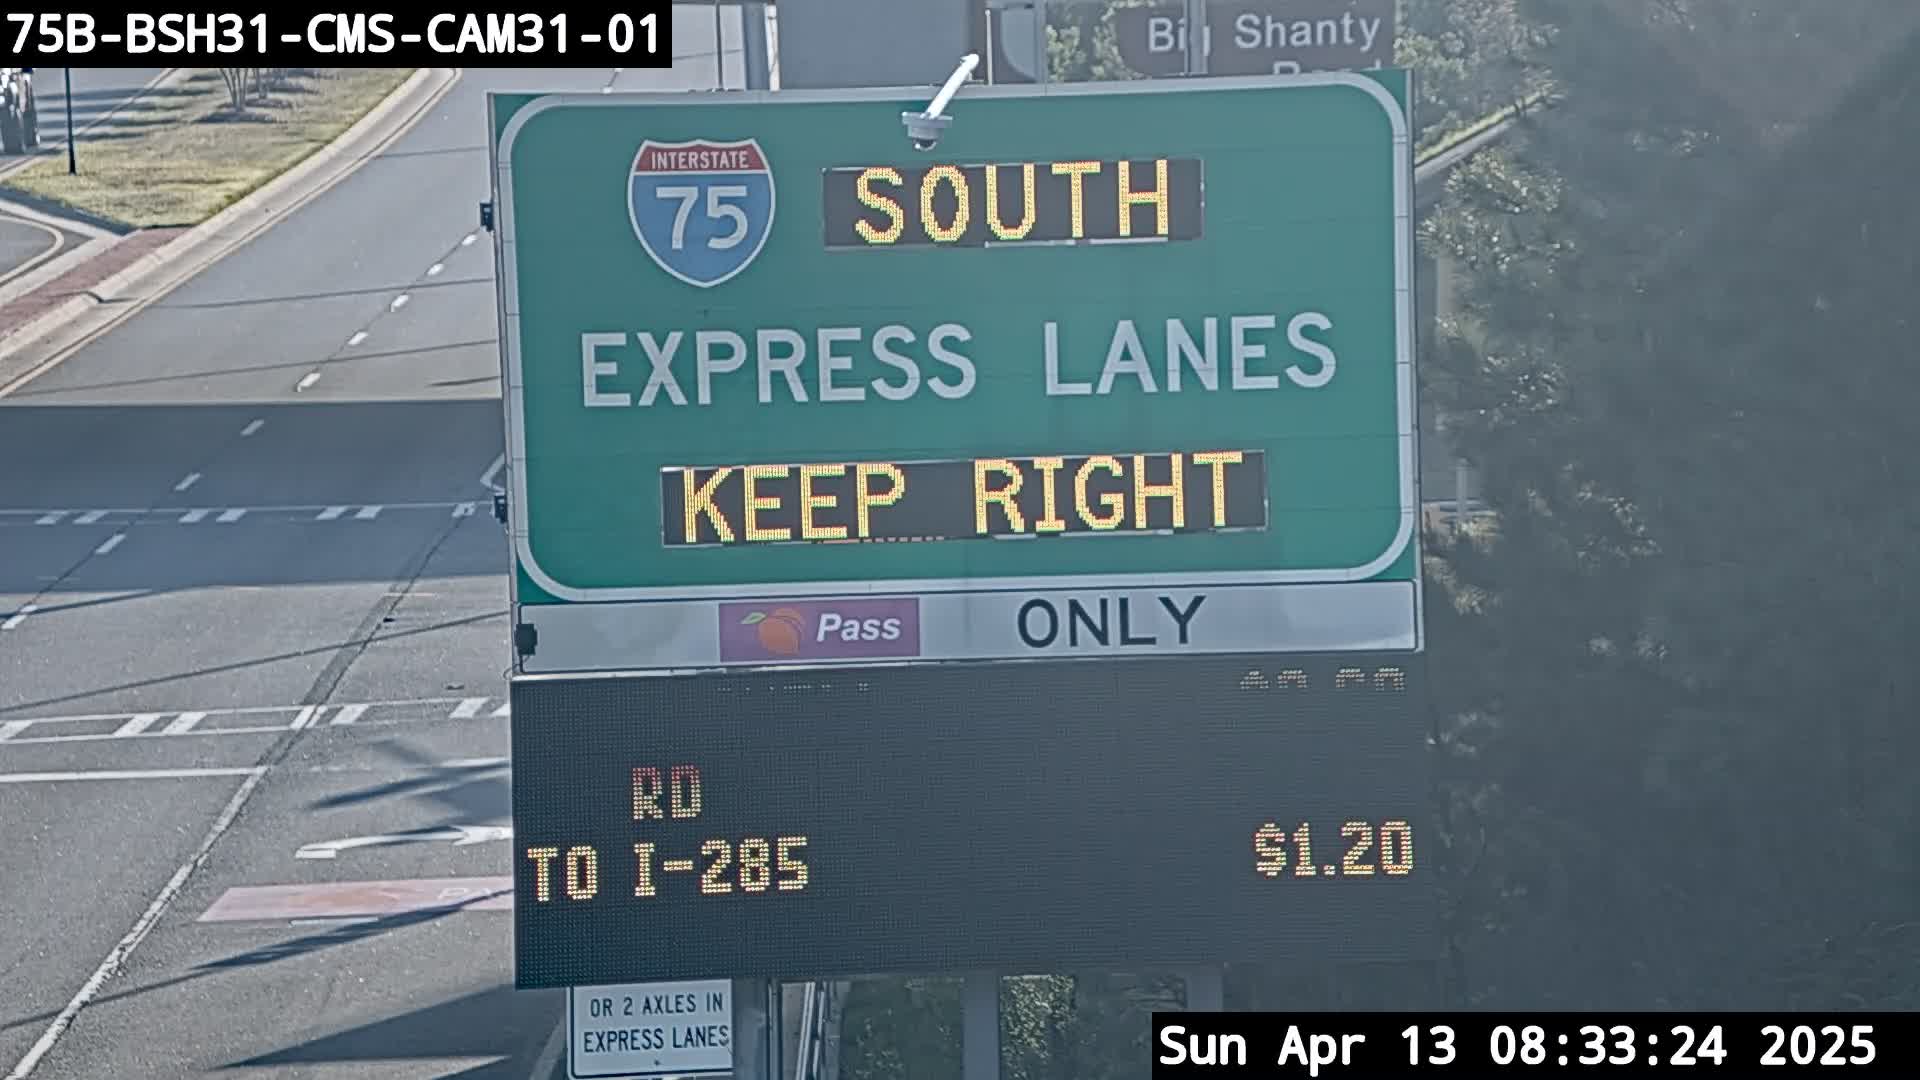 75B-BSH31-CMS-CAM31-01
Big Shanty
INTERSTATE
75
SOUTH
EXPRESS LANES
KEEP RIGHT
Pass ONLY
RD
TO I-285 $1.20
OR 2 AXLES IN
EXPRESS LANES
Sun Apr 13 08:33:24 2025